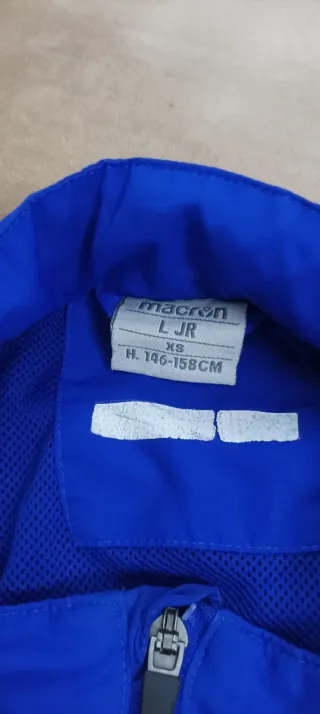 macron
L JR
XS
H. 146-158CM